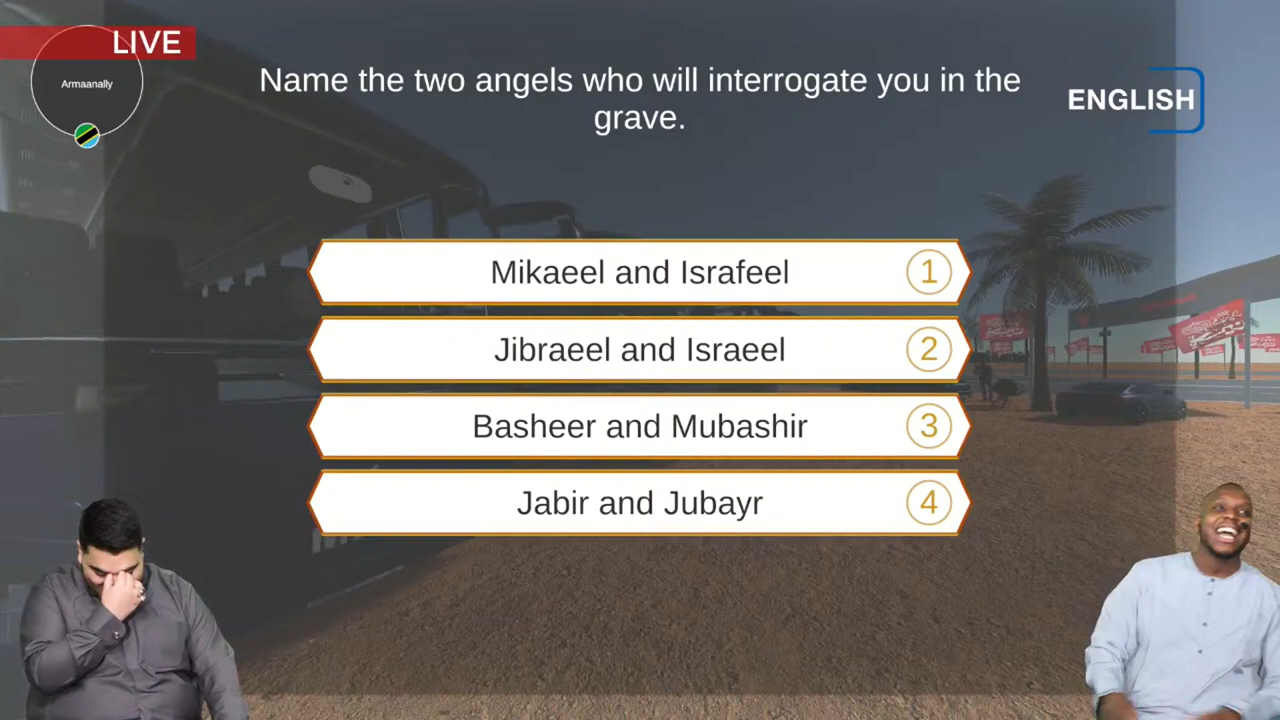 LIVE
Armaanally
Name the two angels who will interrogate you in the
grave.
ENGLISH
Mikaeel and Israfeel 1
Jibraeel and Israeel 2
Basheer and Mubashir 3
Jabir and Jubayr 4